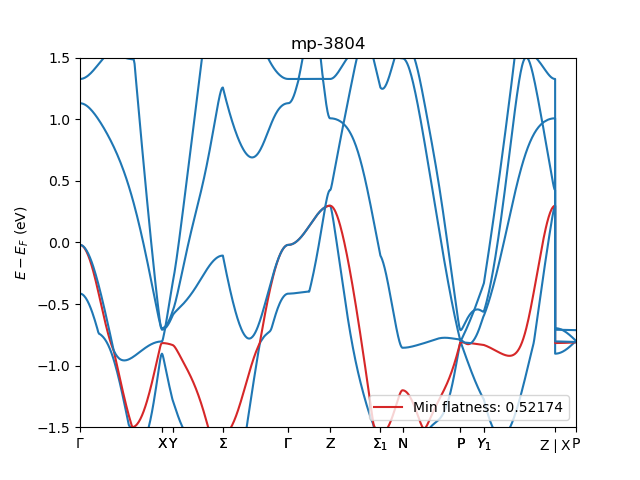 mp-3804
E − E_F (eV)
1.5
1.0
0.5
0.0
−0.5
−1.0
−1.5
Min flatness: 0.52174
Γ X Y Σ Γ Z Σ₁ N P Y₁ Z | X P